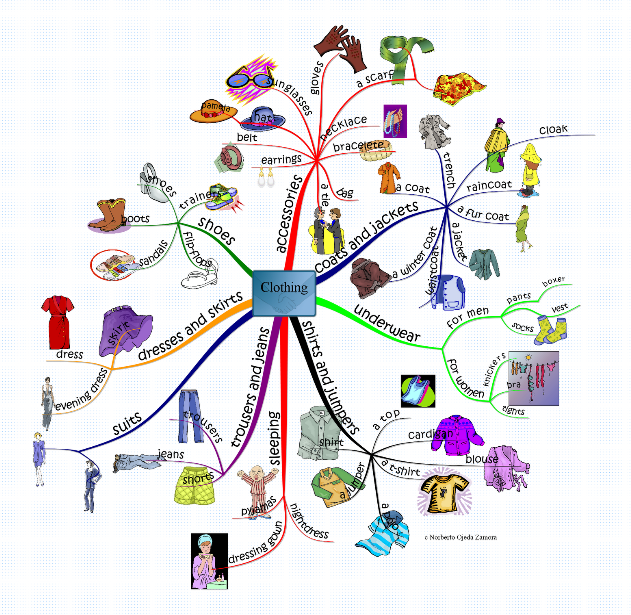 Clothing
accessories
gloves
a scarf
sunglasses
pamela
hat
necklace
belt
bracelete
earrings
a tie
bag
coats and jackets
trench
cloak
a coat
raincoat
a fur coat
a jacket
waistcoat
a winter coat
underwear
for men
pants
boxer
vest
socks
for women
knickers
bra
tights
shirts and jumpers
a top
shirt
cardigan
blouse
a t-shirt
a jumper
sleeping
pyjamas
nightdress
dressing gown
trousers and jeans
trousers
jeans
shorts
suits
dresses and skirts
skirt
dress
evening dress
shoes
shoes
trainers
boots
sandals
flip-flops
c Norberto Ojeda Zamora